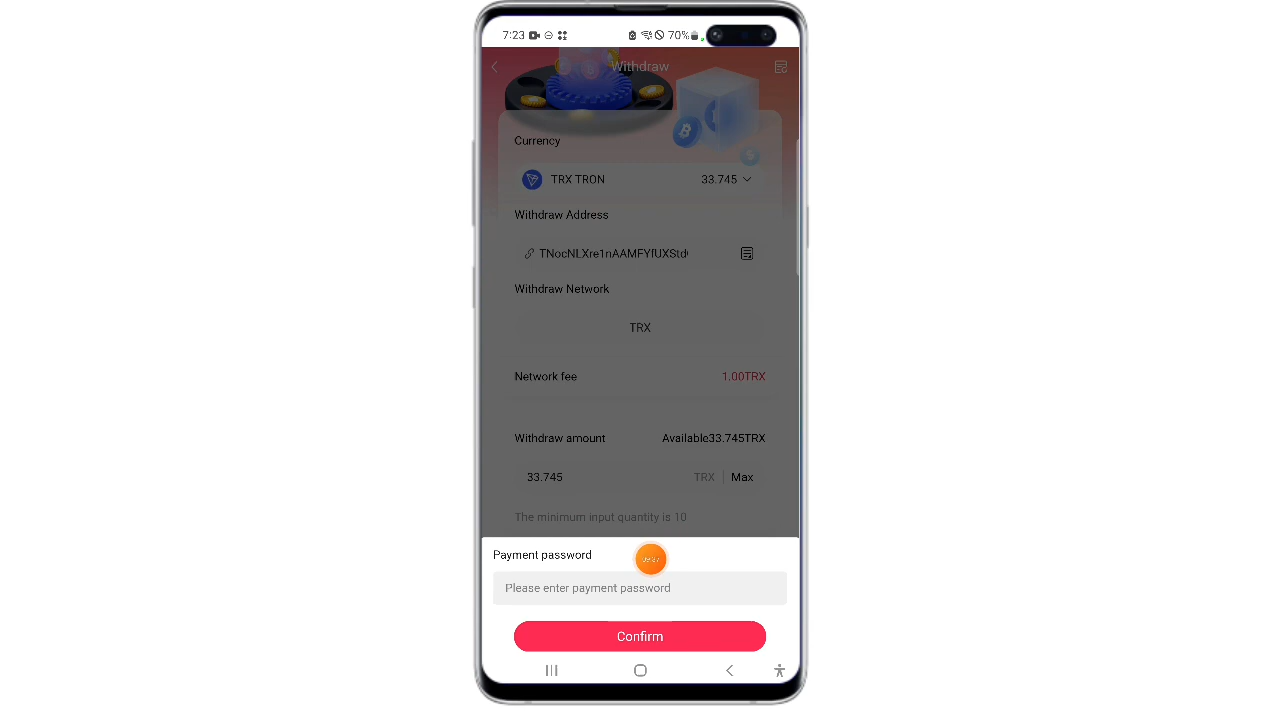 7:23 70%
Withdraw
Currency
TRX TRON 33.745
Withdraw Address
TNocNLXre1nAAMFYfUXStd
Withdraw Network
TRX
Network fee 1.00TRX
Withdraw amount Available33.745TRX
33.745 TRX Max
The minimum input quantity is 10
Payment password
Please enter payment password
Confirm